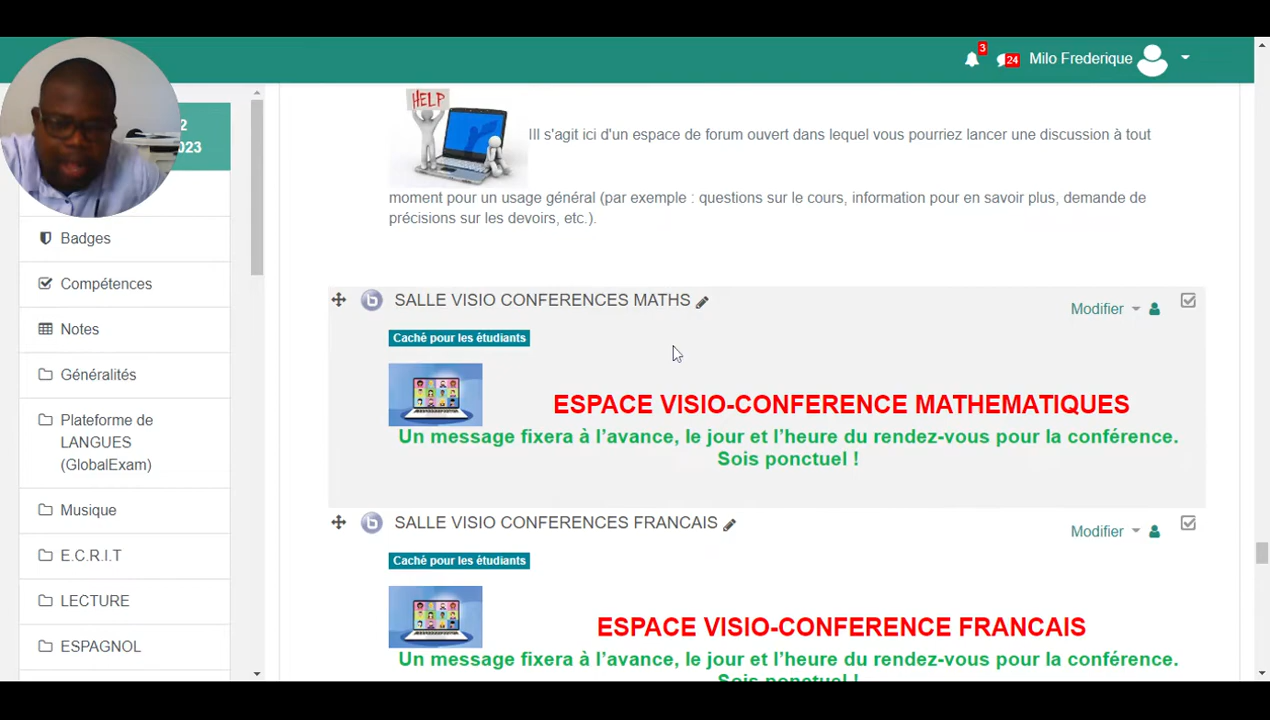 3
24
Milo Frederique
2
023
HELP
Ill s'agit ici d'un espace de forum ouvert dans lequel vous pourriez lancer une discussion à tout
moment pour un usage général (par exemple : questions sur le cours, information pour en savoir plus, demande de
précisions sur les devoirs, etc.).
Badges
Compétences
Notes
Généralités
Plateforme de
LANGUES
(GlobalExam)
Musique
E.C.R.I.T
LECTURE
ESPAGNOL
SALLE VISIO CONFERENCES MATHS
Modifier
Caché pour les étudiants
ESPACE VISIO-CONFERENCE MATHEMATIQUES
Un message fixera à l’avance, le jour et l’heure du rendez-vous pour la conférence.
Sois ponctuel !
SALLE VISIO CONFERENCES FRANCAIS
Modifier
Caché pour les étudiants
ESPACE VISIO-CONFERENCE FRANCAIS
Un message fixera à l’avance, le jour et l’heure du rendez-vous pour la conférence.
Sois ponctuel !